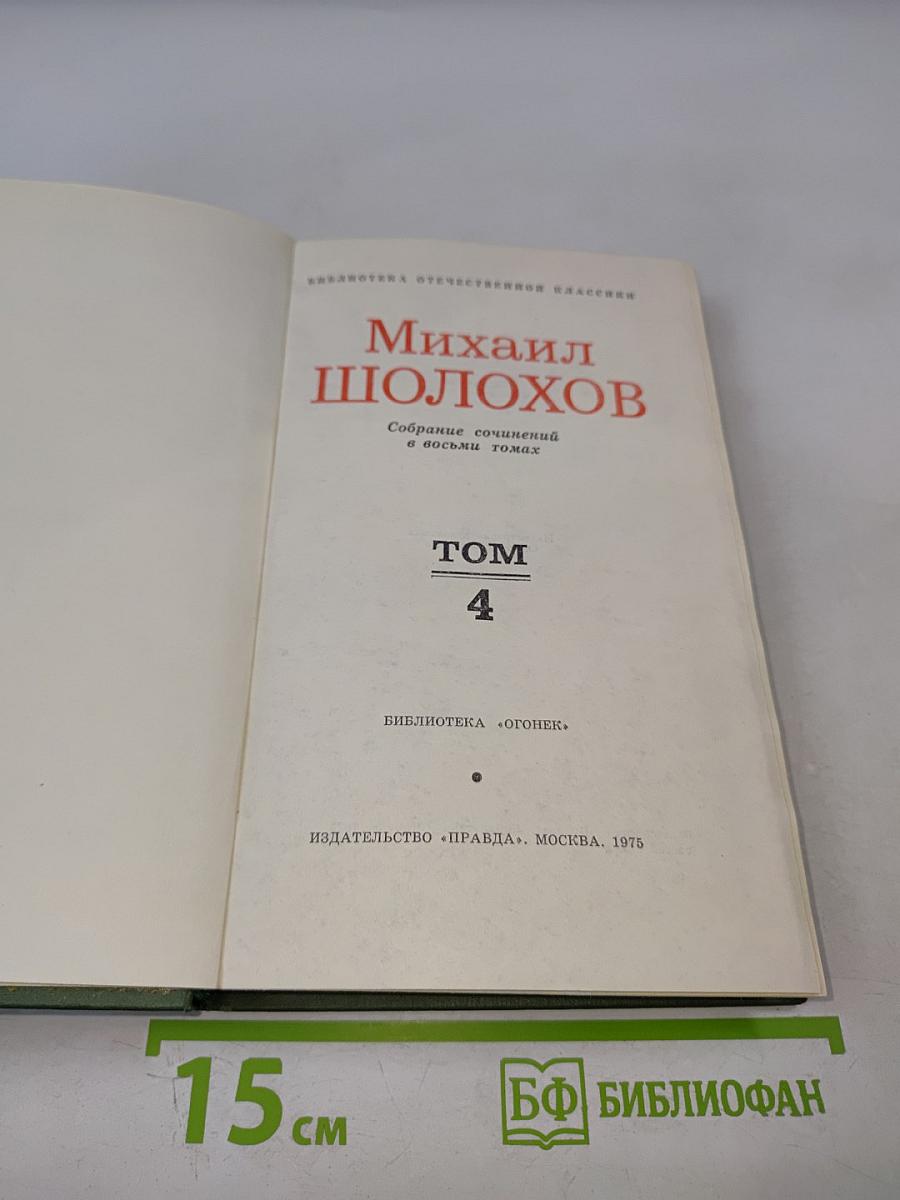 БИБЛИОТЕКА ОТЕЧЕСТВЕННОЙ КЛАССИКИ
Михаил
ШОЛОХОВ
Собрание сочинений
в восьми томах
ТОМ
4
БИБЛИОТЕКА «ОГОНЕК»
ИЗДАТЕЛЬСТВО «ПРАВДА». МОСКВА. 1975
15 см
БФ БИБЛИОФАН